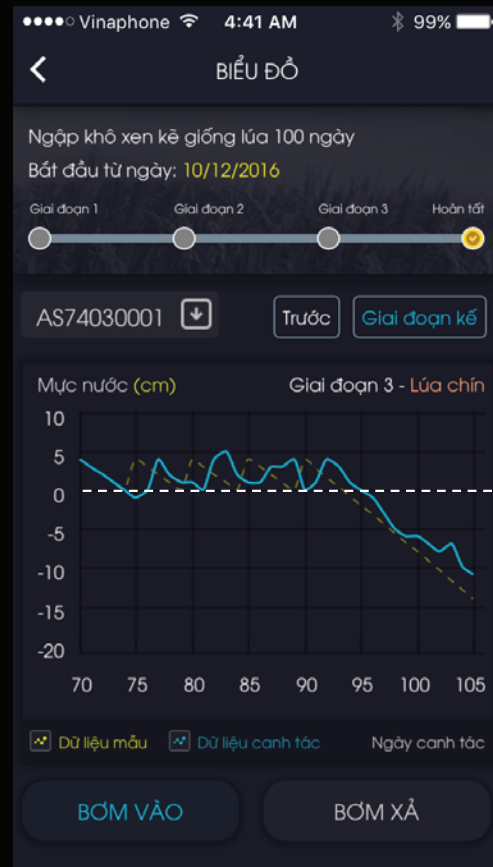 Vinaphone 4:41 AM 99%
BIỂU ĐỒ
Ngập khô xen kẽ giống lúa 100 ngày
Bắt đầu từ ngày: 10/12/2016
Giai đoạn 1 Giai đoạn 2 Giai đoạn 3 Hoàn tất
AS74030001 Trước Giai đoạn kế
Mực nước (cm) Giai đoạn 3 - Lúa chín
10
5
0
-5
-10
-15
-20
70 75 80 85 90 95 100 105
Dữ liệu mẫu Dữ liệu canh tác Ngày canh tác
BƠM VÀO BƠM XẢ